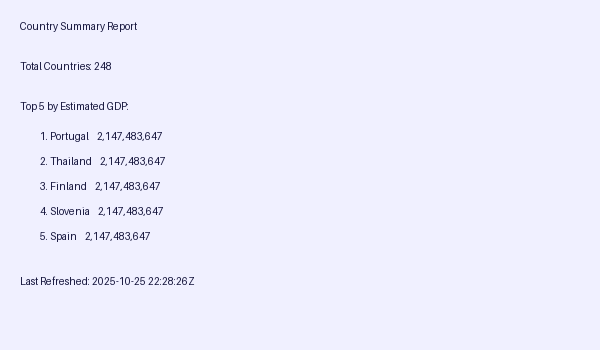 Country Summary Report
Total Countries: 248
Top 5 by Estimated GDP:
1. Portugal 2,147,483,647
2. Thailand 2,147,483,647
3. Finland 2,147,483,647
4. Slovenia 2,147,483,647
5. Spain 2,147,483,647
Last Refreshed: 2025-10-25 22:28:26Z